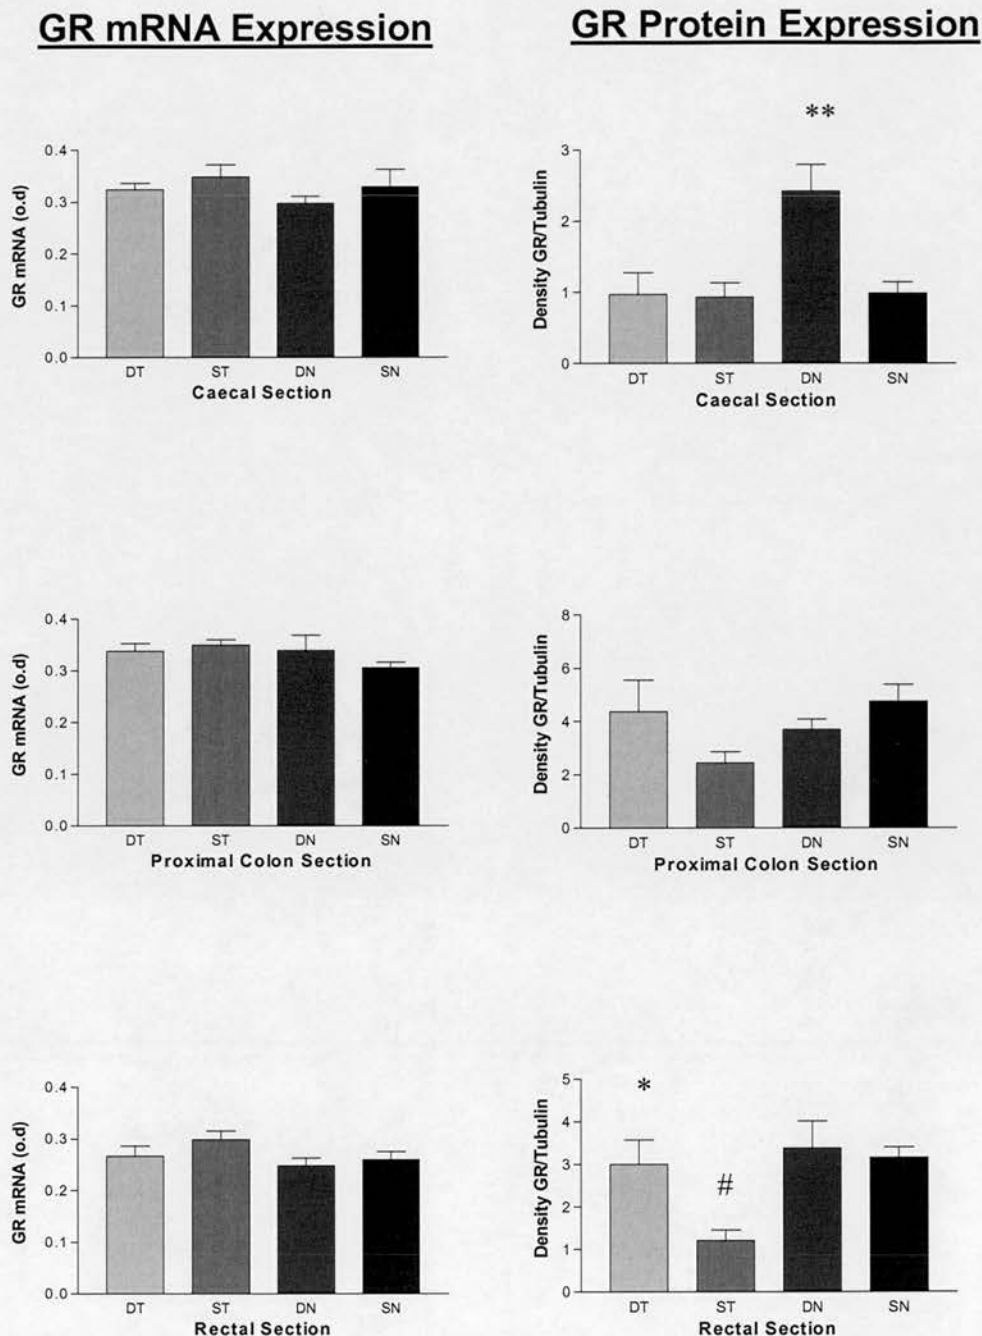 GR mRNA Expression
GR Protein Expression
GR mRNA (o.d)
0.4
0.3
0.2
0.1
0.0
DT ST DN SN
Caecal Section
**
Density GR/Tubulin
3
2
1
0
DT ST DN SN
Caecal Section
GR mRNA (o.d)
0.4
0.3
0.2
0.1
0.0
DT ST DN SN
Proximal Colon Section
Density GR/Tubulin
8
6
4
2
0
DT ST DN SN
Proximal Colon Section
GR mRNA (o.d)
0.4
0.3
0.2
0.1
0.0
DT ST DN SN
Rectal Section
Density GR/Tubulin
5
4
3
2
1
0
*
#
DT ST DN SN
Rectal Section